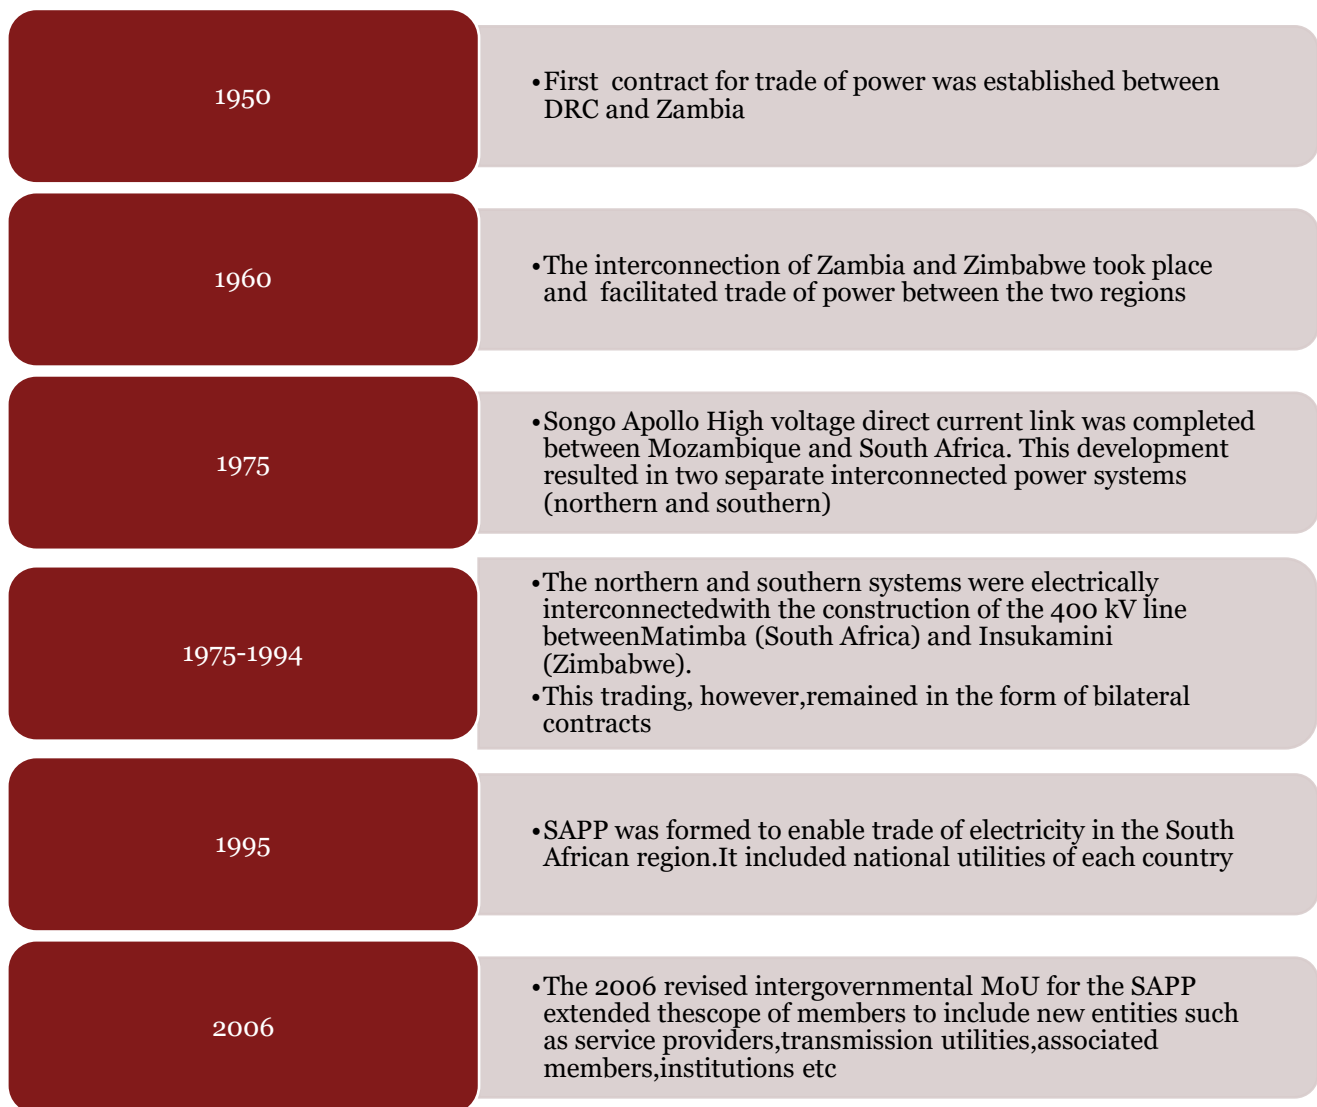 1950
•First  contract for trade of power was established between
DRC and Zambia
1960
•The interconnection of Zambia and Zimbabwe took place
and  facilitated trade of power between the two regions
1975
•Songo Apollo High voltage direct current link was completed
between Mozambique and South Africa. This development
resulted in two separate interconnected power systems
(northern and southern)
1975-1994
•The northern and southern systems were electrically
interconnectedwith the construction of the 400 kV line
betweenMatimba (South Africa) and Insukamini
(Zimbabwe).
•This trading, however,remained in the form of bilateral
contracts
1995
•SAPP was formed to enable trade of electricity in the South
African region.It included national utilities of each country
2006
•The 2006 revised intergovernmental MoU for the SAPP
extended thescope of members to include new entities such
as service providers,transmission utilities,associated
members,institutions etc